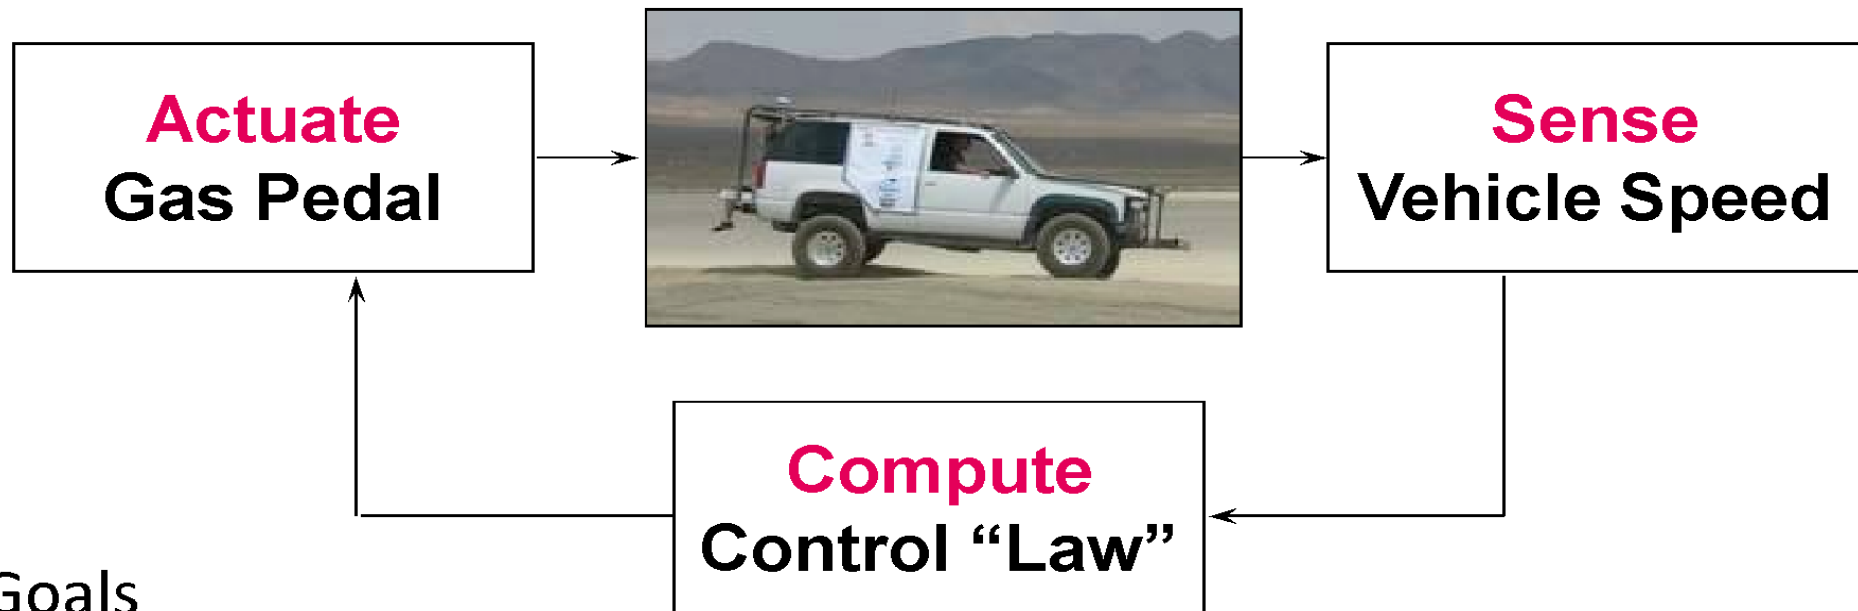 Actuate
Gas Pedal
Sense
Vehicle Speed
Compute
Control “Law”
Goals